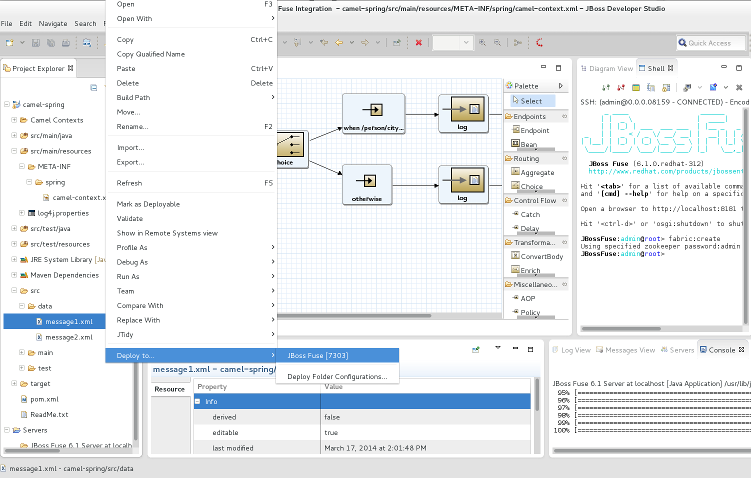 Fuse Integration - camel-spring/src/main/resources/META-INF/spring/camel-context.xml - JBoss Developer Studio
File Edit Navigate Search
Quick Access
Project Explorer
camel-spring
Camel Contexts
src/main/java
src/main/resources
META-INF
spring
camel-context.x
log4j.properties
src/test/java
src/test/resources
JRE System Library [Jav
Maven Dependencies
src
data
message1.xml
message2.xml
main
test
target
pom.xml
ReadMe.txt
Servers
JBoss Fuse 6.1 Server at localh
Open F3
Open With
Copy Ctrl+C
Copy Qualified Name
Paste Ctrl+V
Delete Delete
Build Path
Move...
Rename... F2
Import...
Export...
Refresh F5
Mark as Deployable
Validate
Show in Remote Systems view
Profile As
Debug As
Run As
Team
Compare With
Replace With
JTidy
Deploy to...
JBoss Fuse [7303]
Deploy Folder Configurations...
hoice
when /person/city...
log
otherwise
log
Palette
Select
Endpoints
Endpoint
Bean
Routing
Aggregate
Choice
Control Flow
Catch
Delay
Transforma...
ConvertBody
Enrich
Miscellaneo...
AOP
Policy
Diagram View Shell
SSH: (admin@0.0.0.0:8159 - CONNECTED) - Encod
JBoss Fus
JBoss Fuse (6.1.0.redhat-312)
http://www.redhat.com/products/jbossent
Hit '<tab>' for a list of available comma
and '[cmd] --help' for help on a specific
Open a browser to http://localhost:8181 t
Hit '<ctrl-d>' or 'osgi:shutdown' to shut
JBossFuse:admin@root> fabric:create
Using specified zookeeper password:admin
JBossFuse:admin@root>
message1.xml - camel-spring/
Resource
Property Value
Info
derived false
editable true
last modified March 17, 2014 at 2:01:48 PM
Log View Messages View Servers Console
JBoss Fuse 6.1 Server at localhost [Java Application] /usr/lib/j
95% [========================================
96% [========================================
97% [========================================
98% [========================================
99% [========================================
100% [========================================
message1.xml - camel-spring/src/data